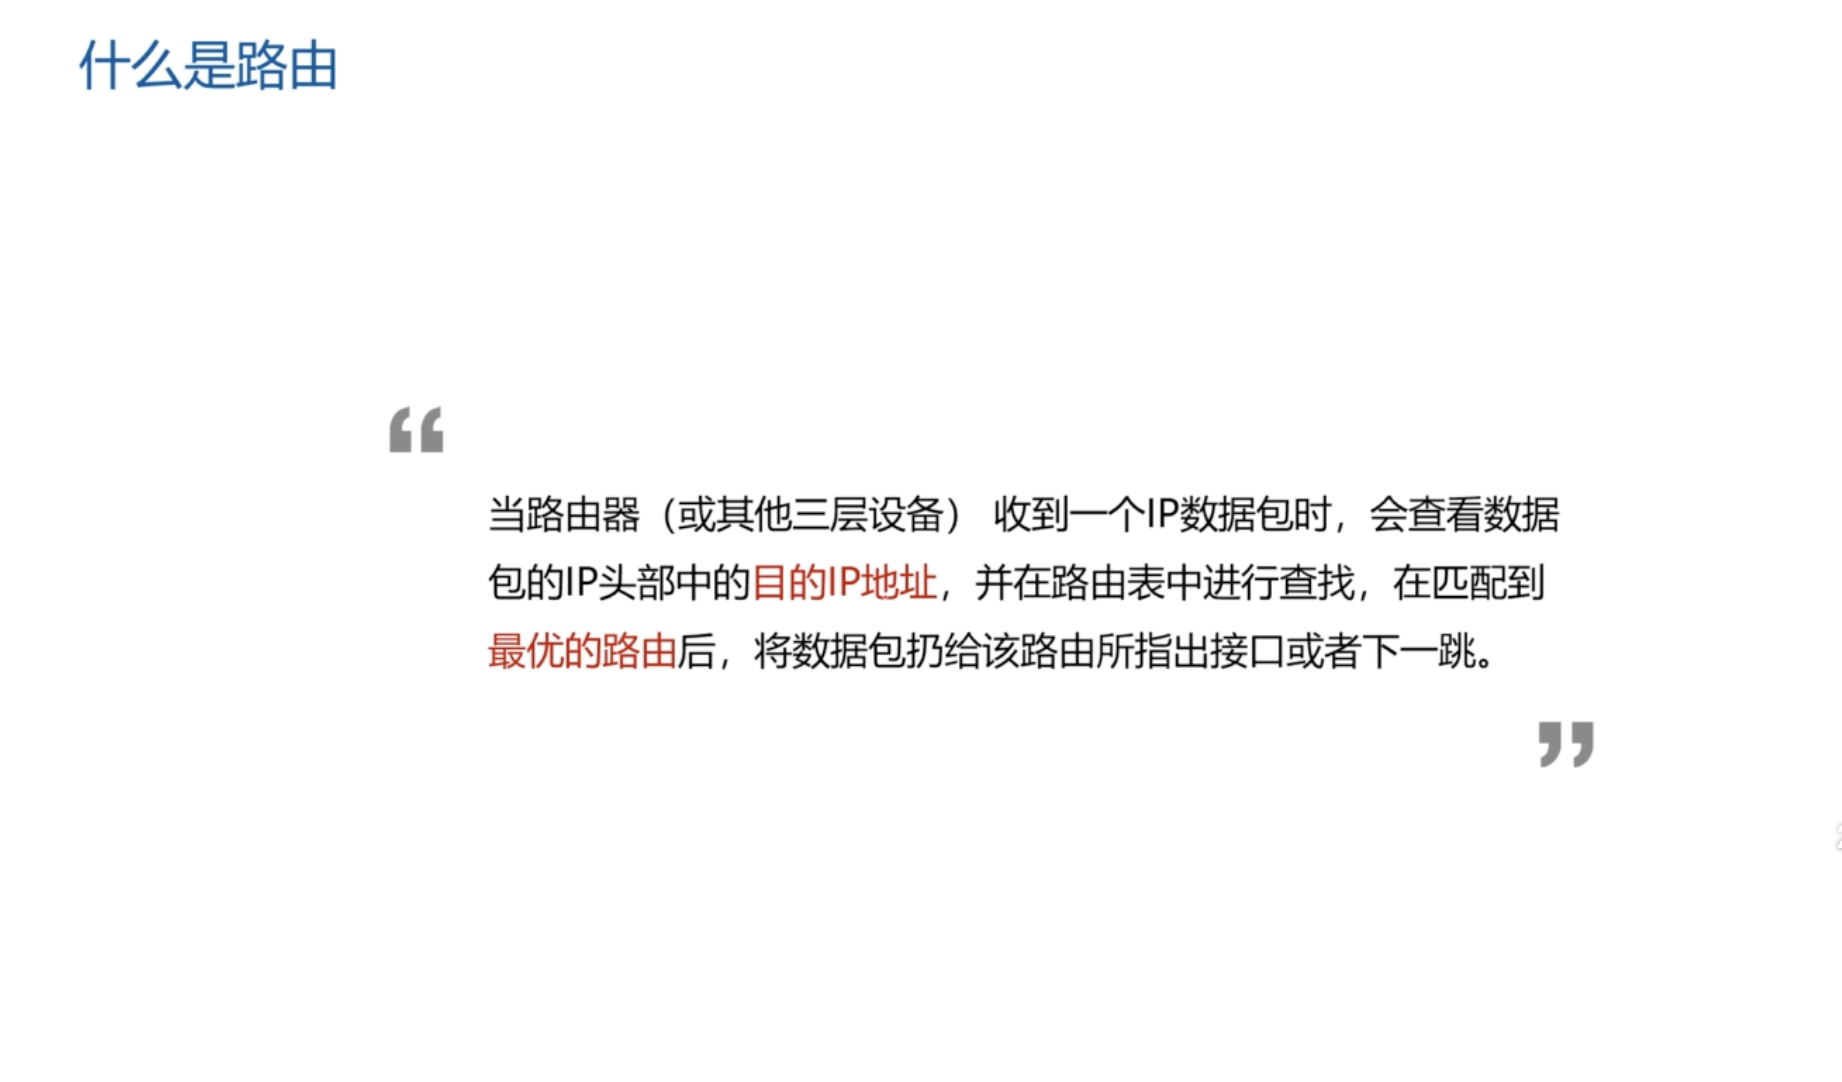 什么是路由
“
当路由器（或其他三层设备） 收到一个IP数据包时，会查看数据
包的IP头部中的目的IP地址，并在路由表中进行查找，在匹配到
最优的路由后，将数据包扔给该路由所指出接口或者下一跳。
”